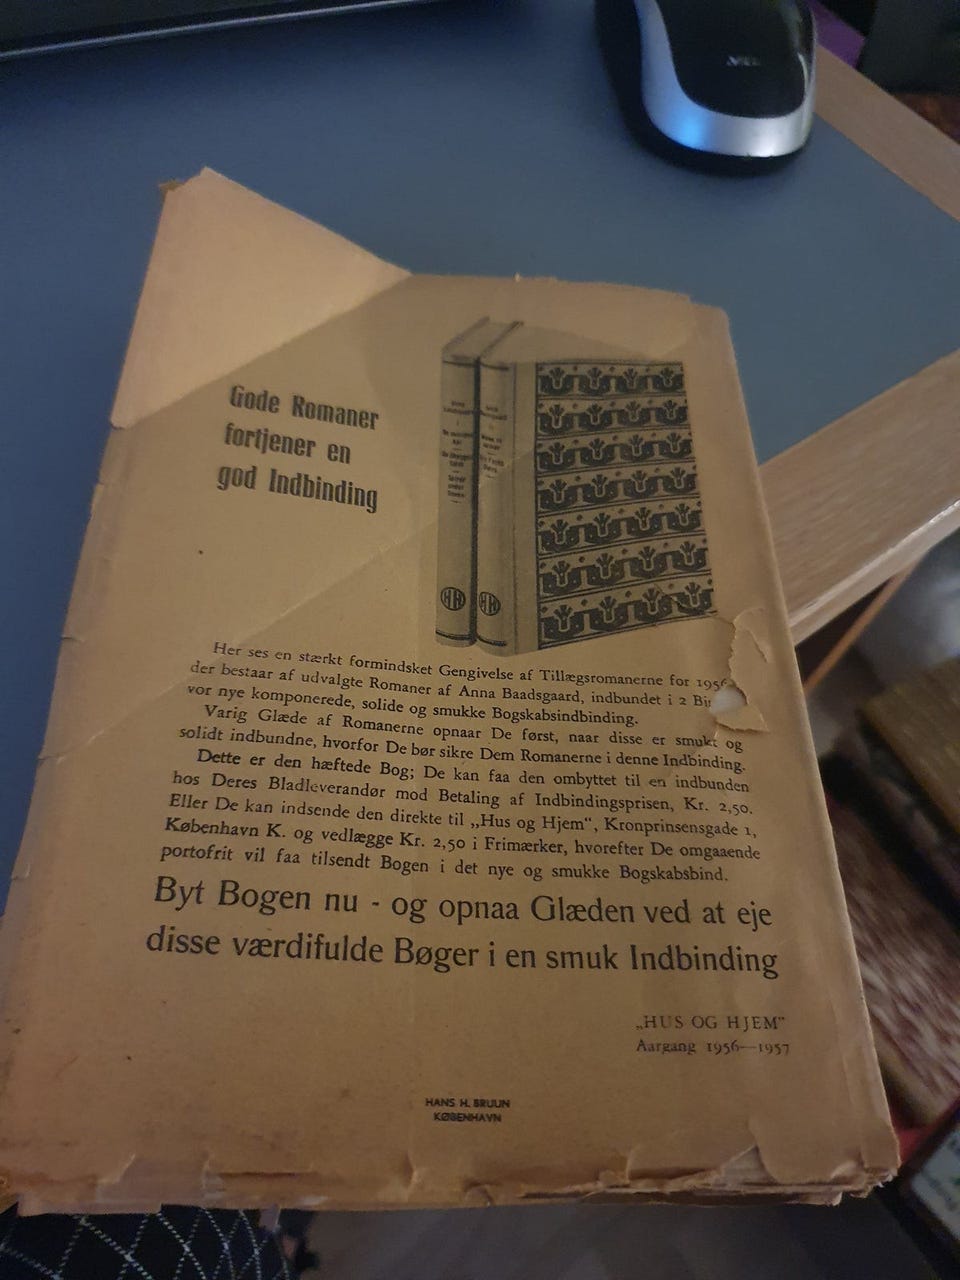 Gode Romaner
fortjener en
god Indbinding
HH
HH
Her ses en stærkt formindsket Gengivelse af Tillægsromanerne for 1956
der bestaar af udvalgte Romaner af Anna Baadsgaard, indbundet i 2 Bin
vor nye komponerede, solide og smukke Bogskabsindbinding.
Varig Glæde af Romanerne opnaar De først, naar disse er smukt og
solidt indbundne, hvorfor De bør sikre Dem Romanerne i denne Indbinding.
Dette er den hæftede Bog; De kan faa den ombyttet til en indbunden
hos Deres Bladleverandør mod Betaling af Indbindingsprisen, Kr. 2,50.
Eller De kan indsende den direkte til „Hus og Hjem“, Kronprinsensgade 1,
København K. og vedlægge Kr. 2,50 i Frimærker, hvorefter De omgaaende
portofrit vil faa tilsendt Bogen i det nye og smukke Bogskabsbind.
Byt Bogen nu - og opnaa Glæden ved at eje
disse værdifulde Bøger i en smuk Indbinding
„HUS OG HJEM“
Aargang 1956—1957
HANS H. BRUUN
KØBENHAVN